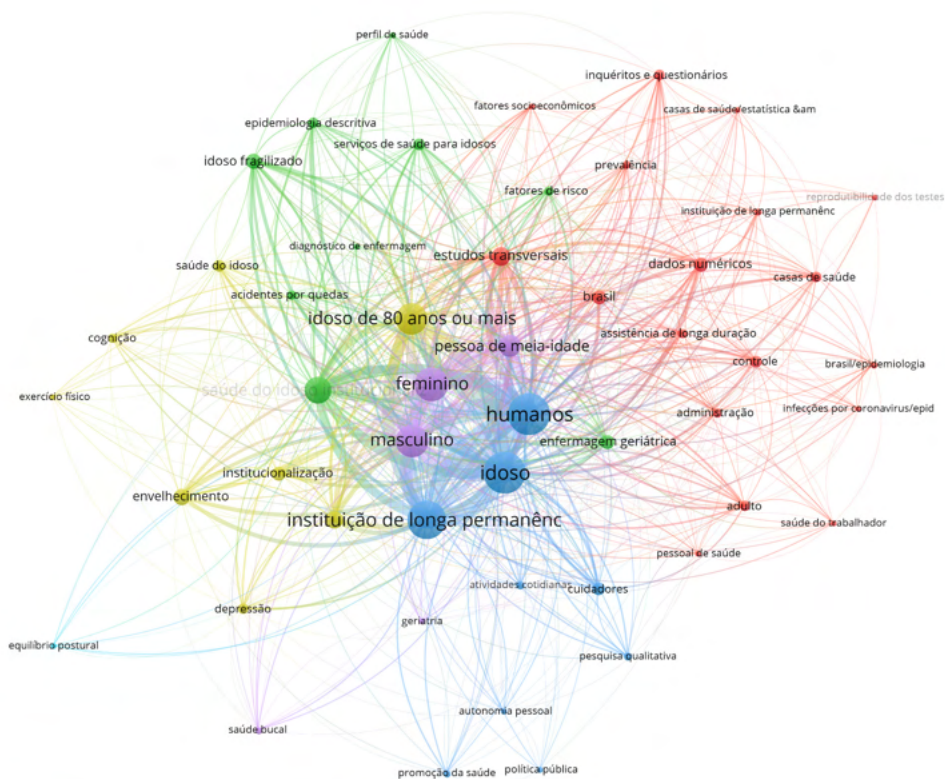 perfil de saúde
inquéritos e questionários
fatores socioeconômicos
casas de saúde/estatística &am
epidemiologia descritiva
serviços de saúde para idosos
idoso fragilizado
prevalência
fatores de risco
reprodutibilidade dos testes
instituição de longa permanênc
diagnóstico de enfermagem
estudos transversais
saúde do idoso
dados numéricos
casas de saúde
acidentes por quedas
brasil
idoso de 80 anos ou mais
assistência de longa duração
cognição
pessoa de meia-idade
controle
brasil/epidemiologia
feminino
saúde do idoso
exercício físico
humanos
administração
infecções por coronavirus/epid
masculino
enfermagem geriátrica
institucionalização
idoso
envelhecimento
adulto
instituição de longa permanênc
saúde do trabalhador
pessoal de saúde
atividades cotidianas
cuidadores
depressão
geriatria
equilíbrio postural
pesquisa qualitativa
autonomia pessoal
saúde bucal
promoção da saúde
política pública